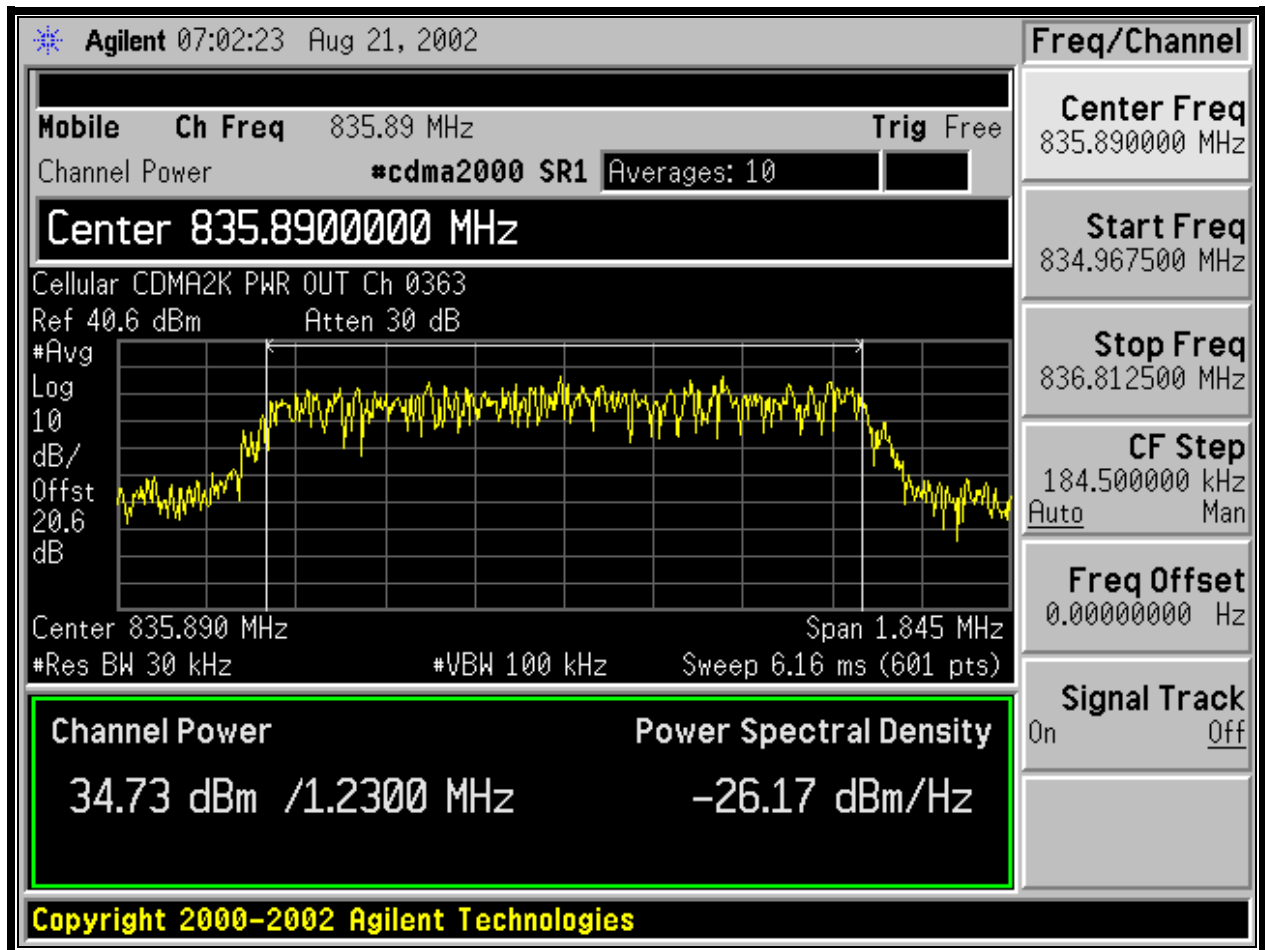 Agilent 07:02:23 Aug 21, 2002
Freq/Channel
Mobile Ch Freq 835.89 MHz Trig Free
Channel Power #cdma2000 SR1 Averages: 10
Center 835.8900000 MHz
Cellular CDMA2K PWR OUT Ch 0363
Ref 40.6 dBm Atten 30 dB
#Avg
Log
10
dB/
Offst
20.6
dB
Center 835.890 MHz Span 1.845 MHz
#Res BW 30 kHz #VBW 100 kHz Sweep 6.16 ms (601 pts)
Channel Power Power Spectral Density
34.73 dBm /1.2300 MHz -26.17 dBm/Hz
Center Freq
835.890000 MHz
Start Freq
834.967500 MHz
Stop Freq
836.812500 MHz
CF Step
184.500000 kHz
Auto Man
Freq Offset
0.00000000 Hz
Signal Track
On Off
Copyright 2000-2002 Agilent Technologies